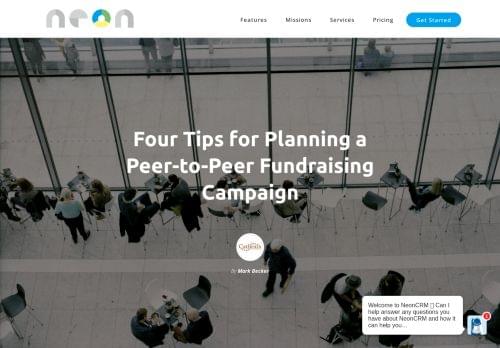 neon
Features Missions Services Pricing Get Started
Four Tips for Planning a
Peer-to-Peer Fundraising
Campaign
Cathexis
By Mark Becker
Welcome to NeonCRM ▯ Can I
help answer any questions you
have about NeonCRM and how it
can help you...
1